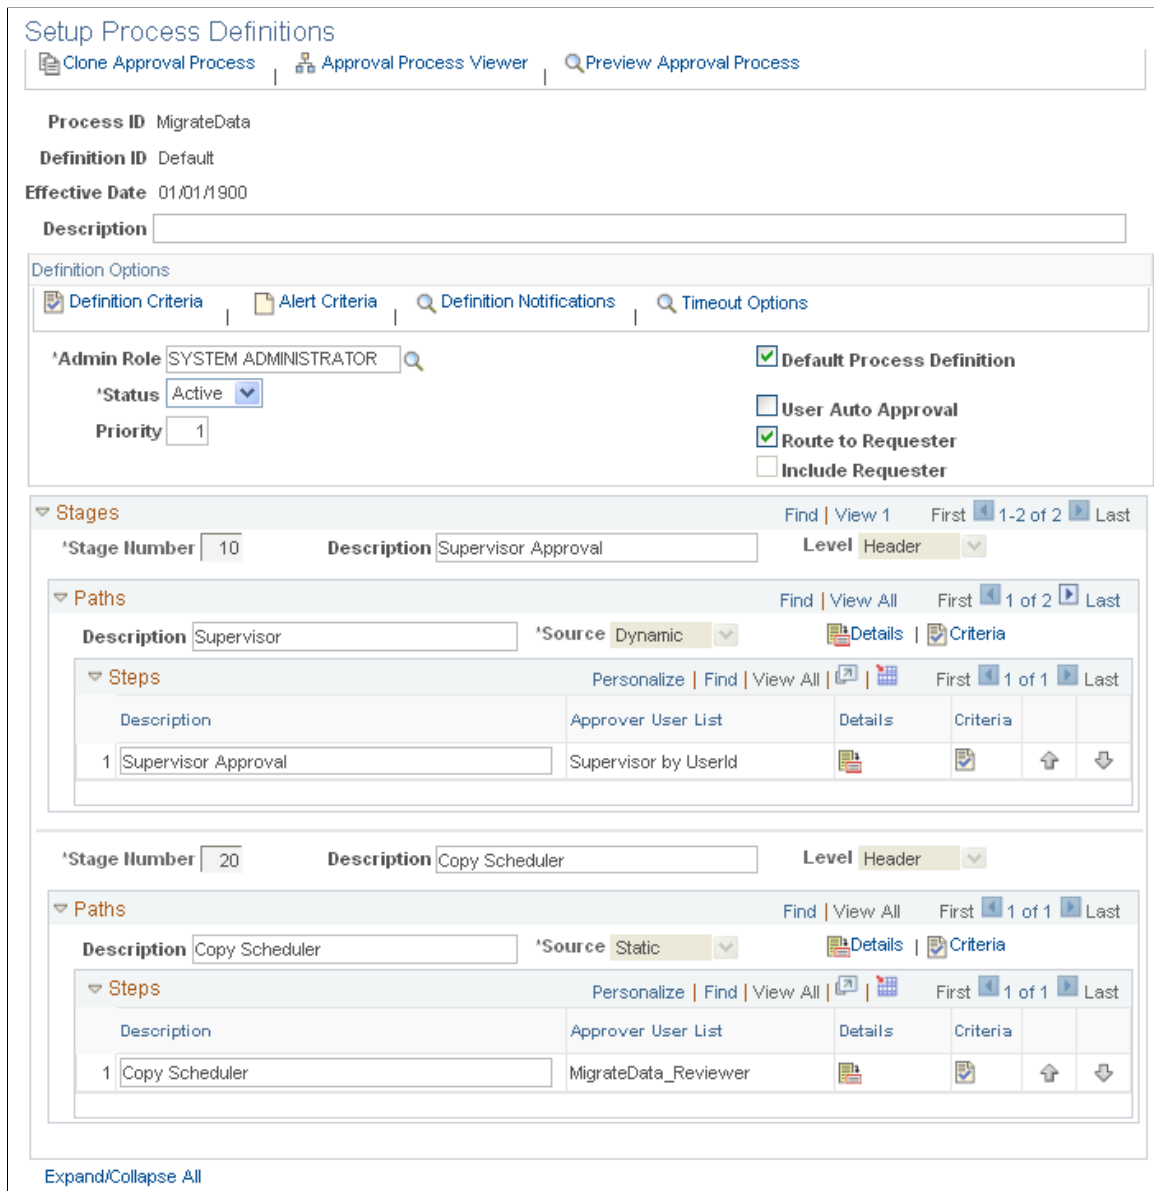 Setup Process Definitions
Clone Approval Process | Approval Process Viewer | Preview Approval Process
Process ID MigrateData
Definition ID Default
Effective Date 01/01/1900
Description
Definition Options
Definition Criteria | Alert Criteria | Definition Notifications | Timeout Options
*Admin Role SYSTEM ADMINISTRATOR
Default Process Definition
*Status Active
User Auto Approval
Priority 1
Route to Requester
Include Requester
Stages Find | View 1 First 1-2 of 2 Last
*Stage Number 10 Description Supervisor Approval Level Header
Paths Find | View All First 1 of 2 Last
Description Supervisor *Source Dynamic Details | Criteria
Steps Personalize | Find | View All | | First 1 of 1 Last
Description Approver User List Details Criteria
1 Supervisor Approval Supervisor by UserId
*Stage Number 20 Description Copy Scheduler Level Header
Paths Find | View All First 1 of 1 Last
Description Copy Scheduler *Source Static Details | Criteria
Steps Personalize | Find | View All | | First 1 of 1 Last
Description Approver User List Details Criteria
1 Copy Scheduler MigrateData_Reviewer
Expand/Collapse All